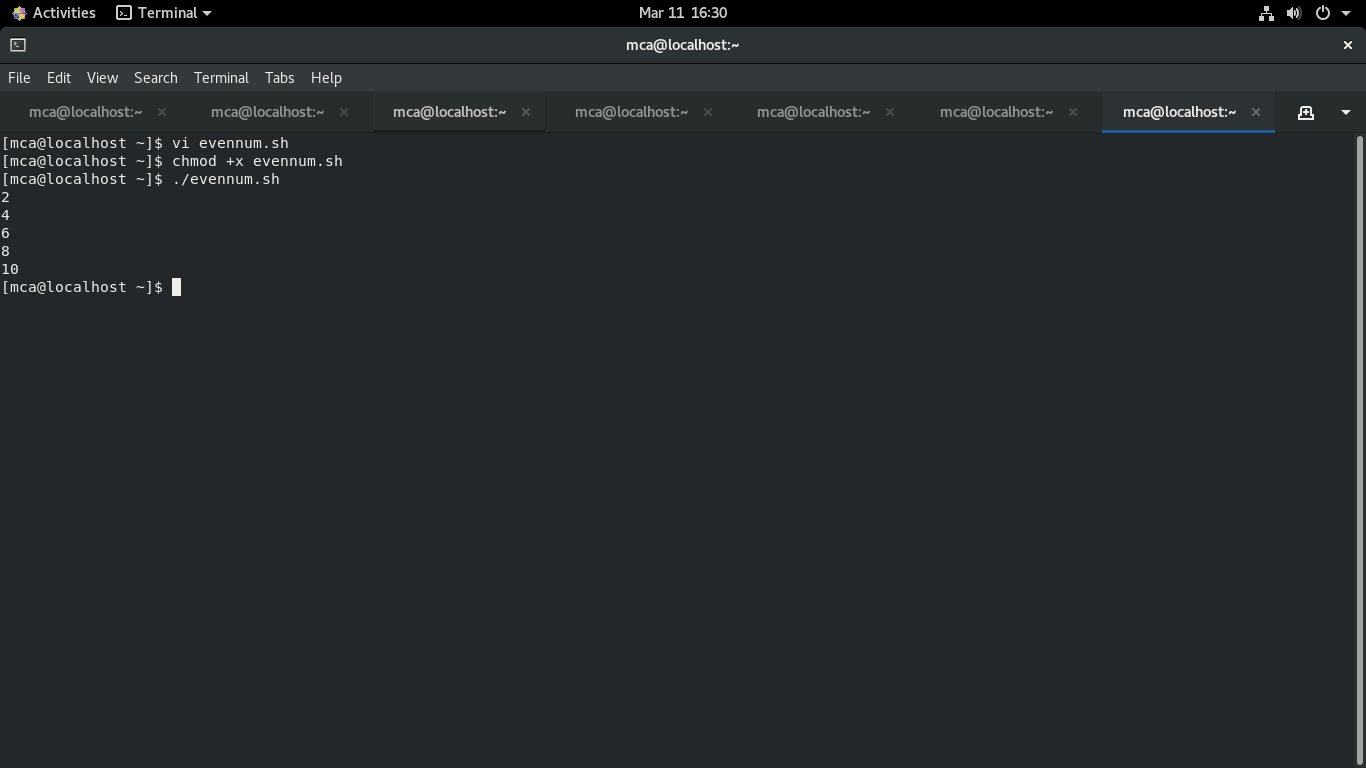 Activities Terminal Mar 11 16:30
mca@localhost:~
File Edit View Search Terminal Tabs Help
mca@localhost:~ mca@localhost:~ mca@localhost:~ mca@localhost:~ mca@localhost:~ mca@localhost:~ mca@localhost:~
[mca@localhost ~]$ vi evennum.sh
[mca@localhost ~]$ chmod +x evennum.sh
[mca@localhost ~]$ ./evennum.sh
2
4
6
8
10
[mca@localhost ~]$